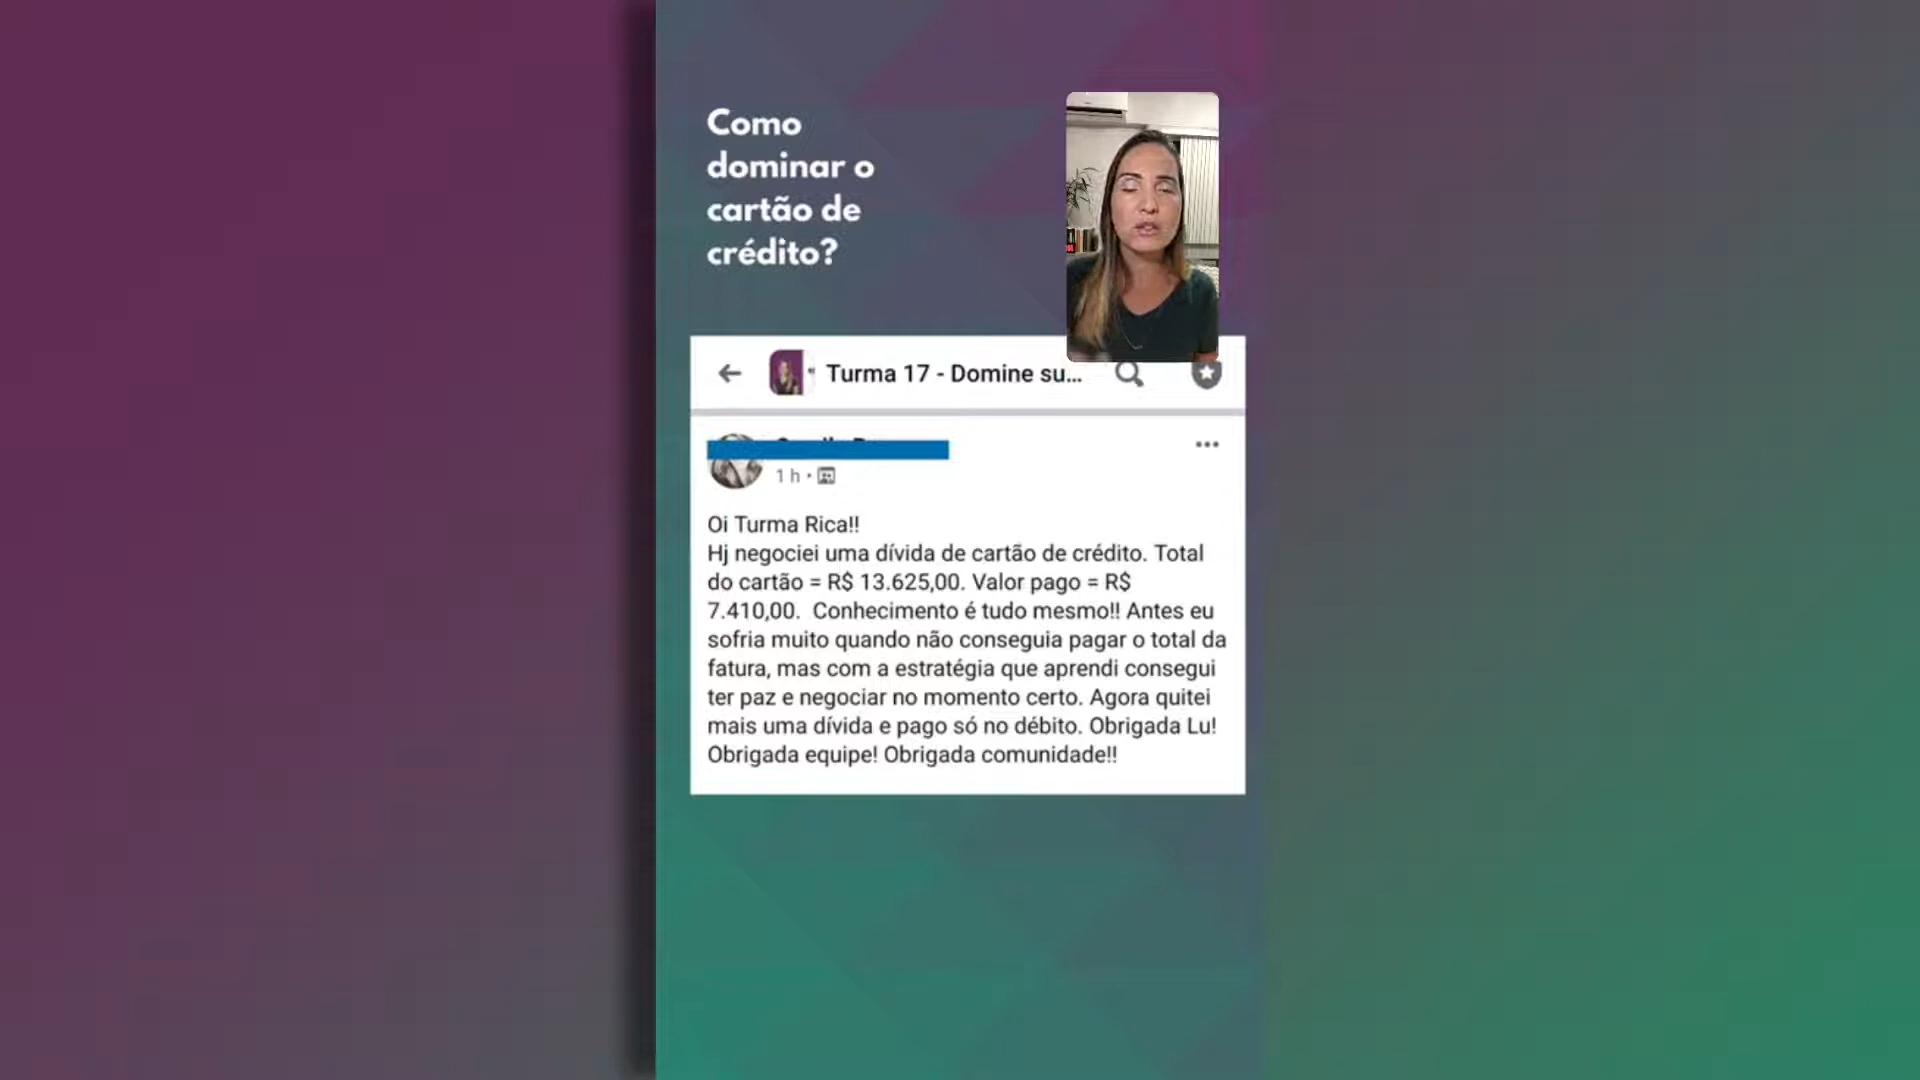 Como
dominar o
cartão de
crédito?
Turma 17 - Domine su...
1 h
Oi Turma Rica!!
Hj negociei uma dívida de cartão de crédito. Total
do cartão = R$ 13.625,00. Valor pago = R$
7.410,00. Conhecimento é tudo mesmo!! Antes eu
sofria muito quando não conseguia pagar o total da
fatura, mas com a estratégia que aprendi consegui
ter paz e negociar no momento certo. Agora quitei
mais uma dívida e pago só no débito. Obrigada Lu!
Obrigada equipe! Obrigada comunidade!!